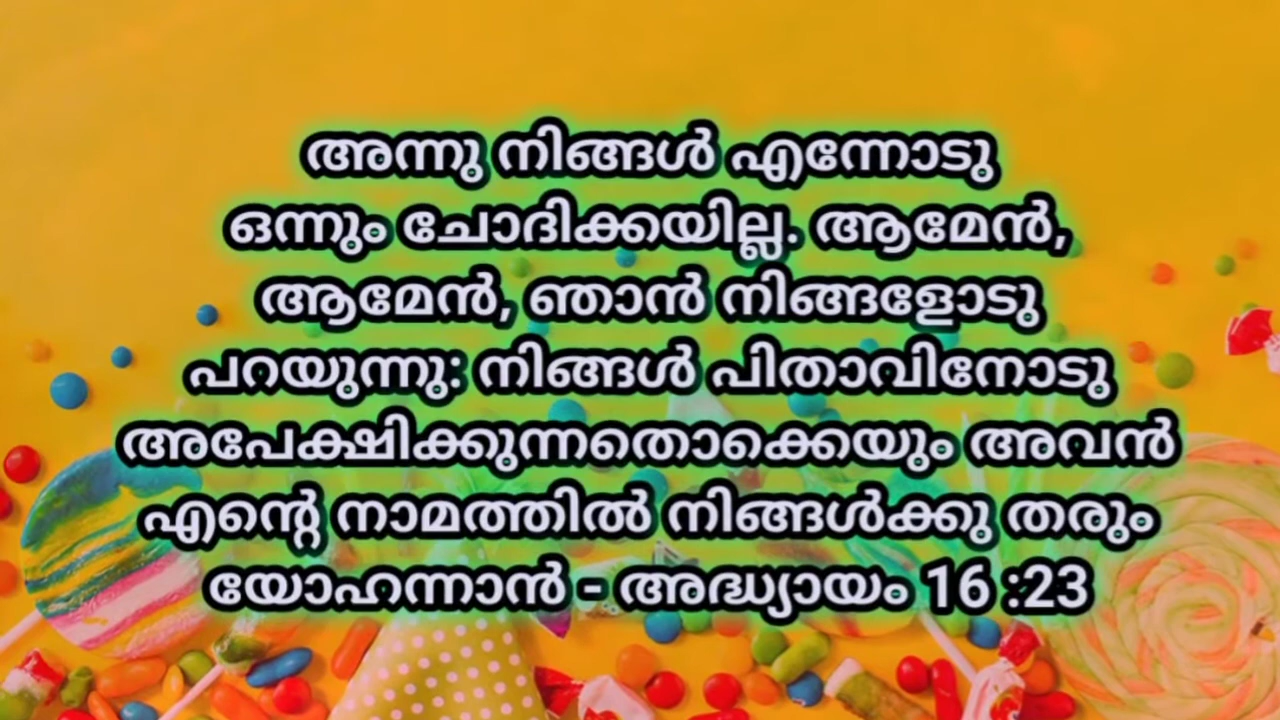 അന്നു നിങ്ങൾ എന്നോടു
ഒന്നും ചോദിക്കയില്ല. ആമേൻ,
ആമേൻ, ഞാൻ നിങ്ങളോടു
പറയുന്നു: നിങ്ങൾ പിതാവിനോടു
അപേക്ഷിക്കുന്നതൊക്കെയും അവൻ
എന്റെ നാമത്തിൽ നിങ്ങൾക്കു തരും
യോഹന്നാൻ - അദ്ധ്യായം 16 :23